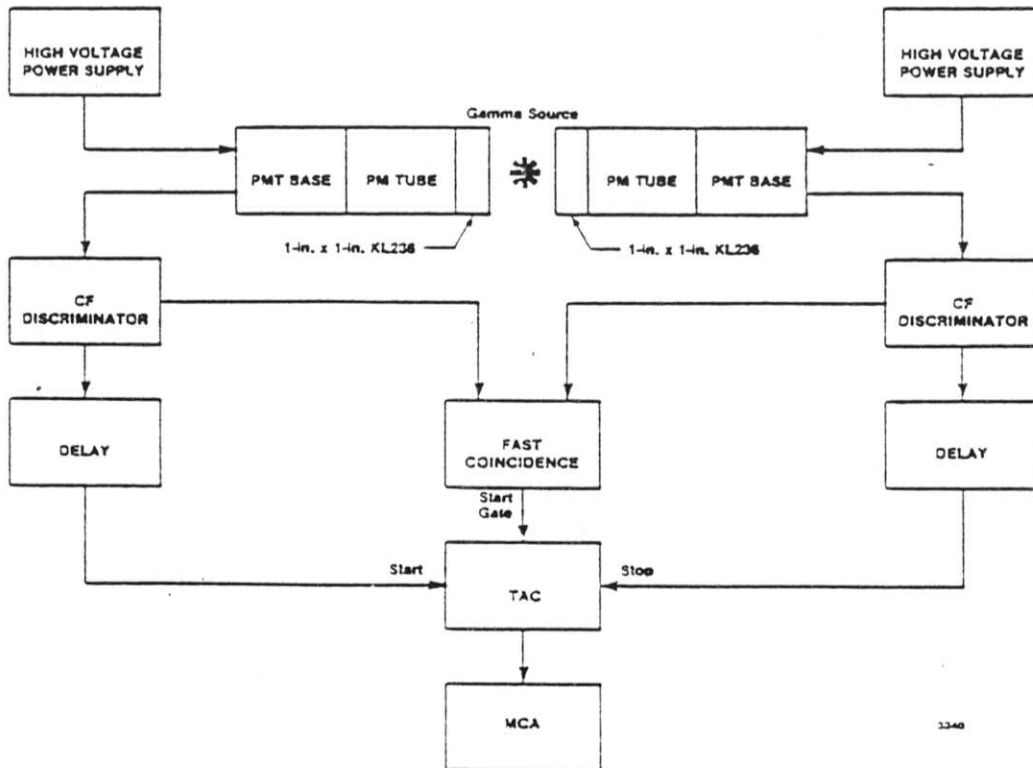 HIGH VOLTAGE
POWER SUPPLY
HIGH VOLTAGE
POWER SUPPLY
Gamma Source
PMT BASE
PM TUBE
PM TUBE
PMT BASE
1-in. x 1-in. KL236
1-in. x 1-in. KL236
CF
DISCRIMINATOR
CF
DISCRIMINATOR
DELAY
FAST
COINCIDENCE
DELAY
Start
Gate
Start
Stop
TAC
MCA
3340